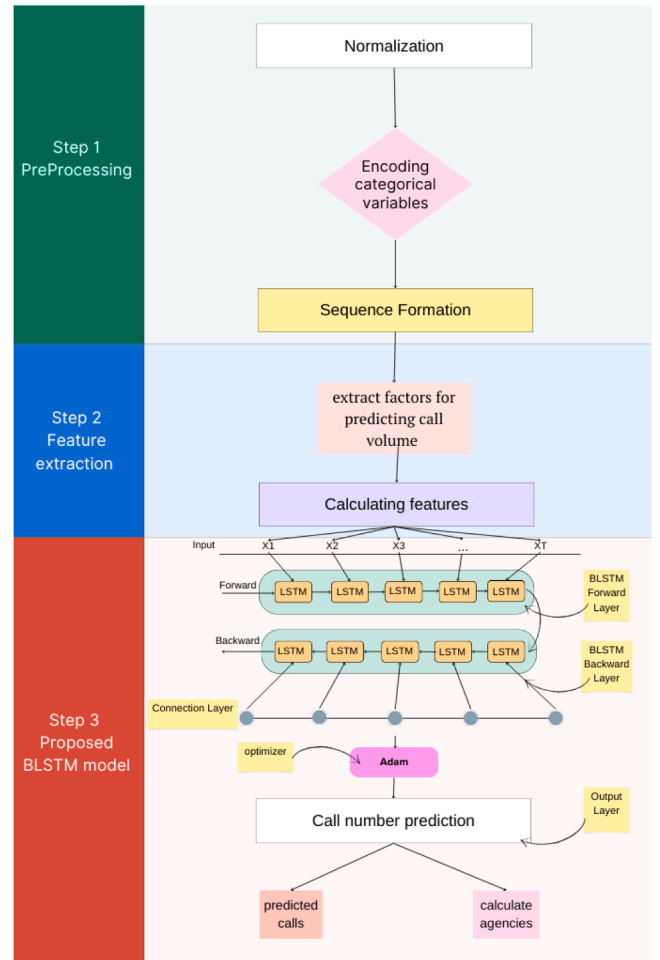 Normalization
Step 1
PreProcessing
Encoding
categorical
variables
Sequence Formation
Step 2
Feature
extraction
extract factors for
predicting call
volume
Calculating features
Input X1 X2 X3 ... XT
Forward
LSTM LSTM LSTM LSTM LSTM
BLSTM
Forward
Layer
Backward
LSTM LSTM LSTM LSTM LSTM
BLSTM
Backward
Layer
Step 3
Proposed
BLSTM model
Connection Layer
optimizer
Adam
Call number prediction
Output
Layer
predicted
calls
calculate
agencies